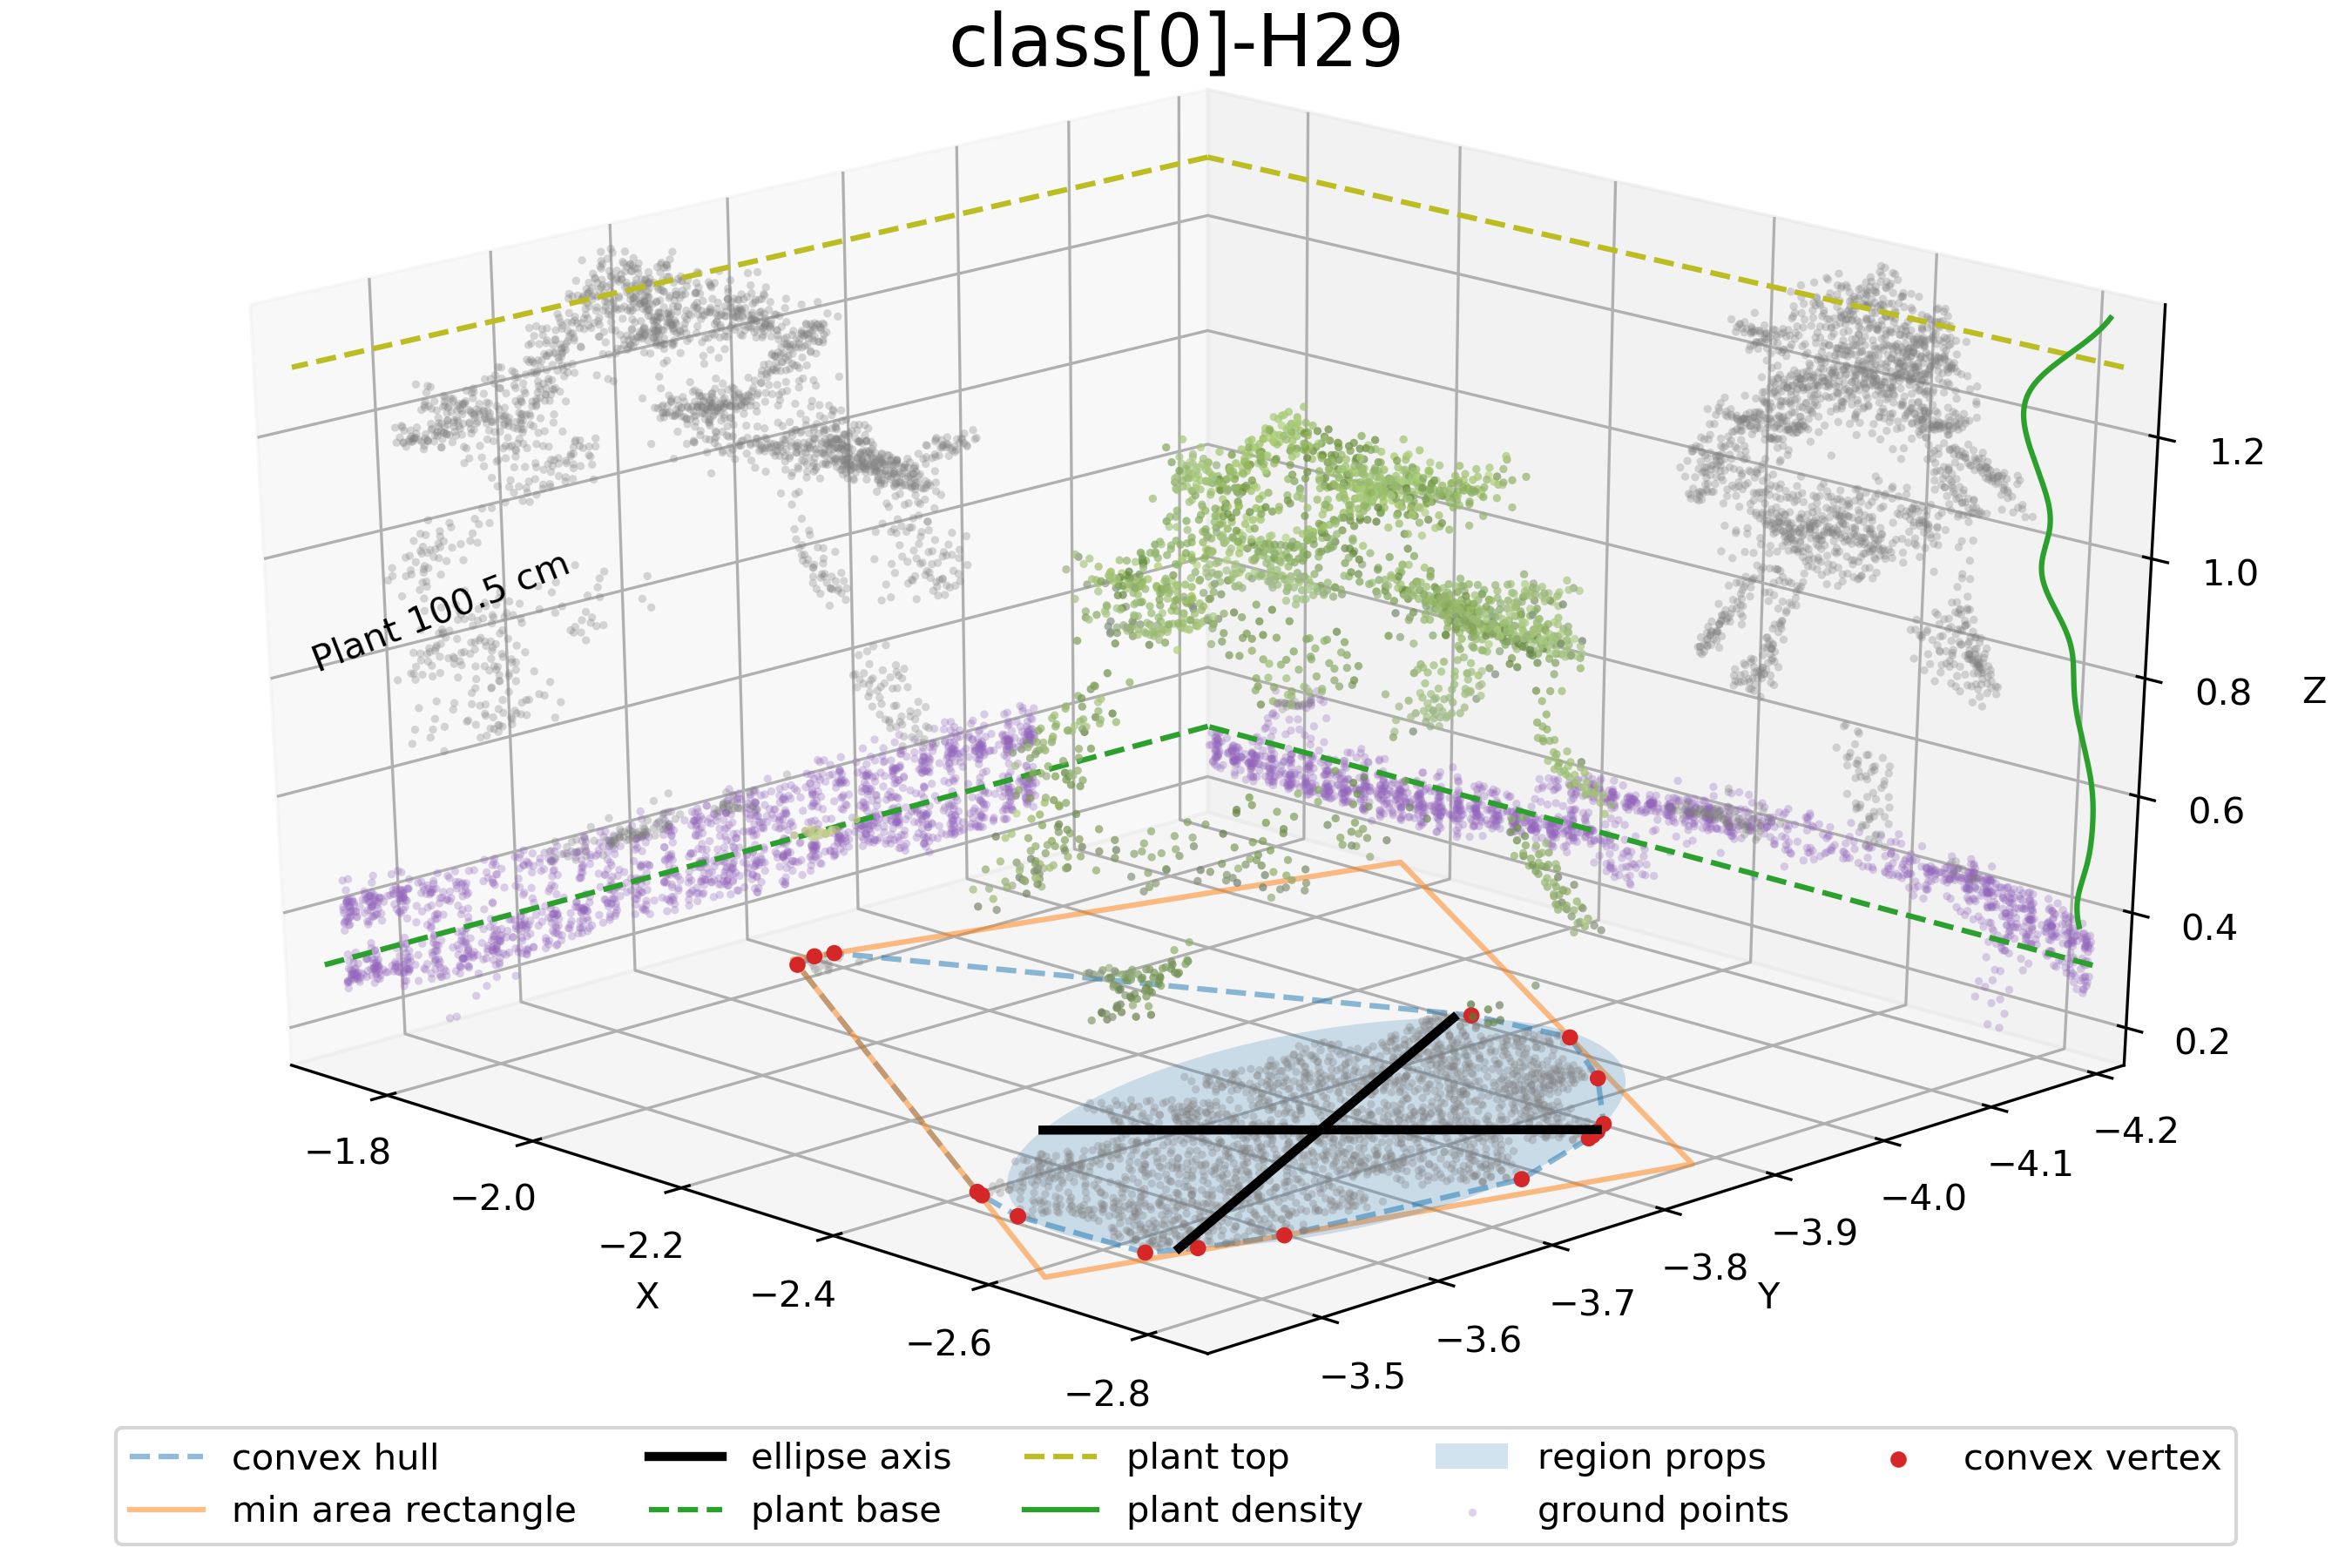 class[0]-H29
Plant 100.5 cm
1.2
1.0
0.8
0.6
0.4
0.2
Z
−1.8
−2.0
−2.2
−2.4
−2.6
−2.8
X
−3.5
−3.6
−3.7
−3.8
−3.9
−4.0
−4.1
−4.2
Y
convex hull
min area rectangle
ellipse axis
plant base
plant top
plant density
region props
ground points
convex vertex